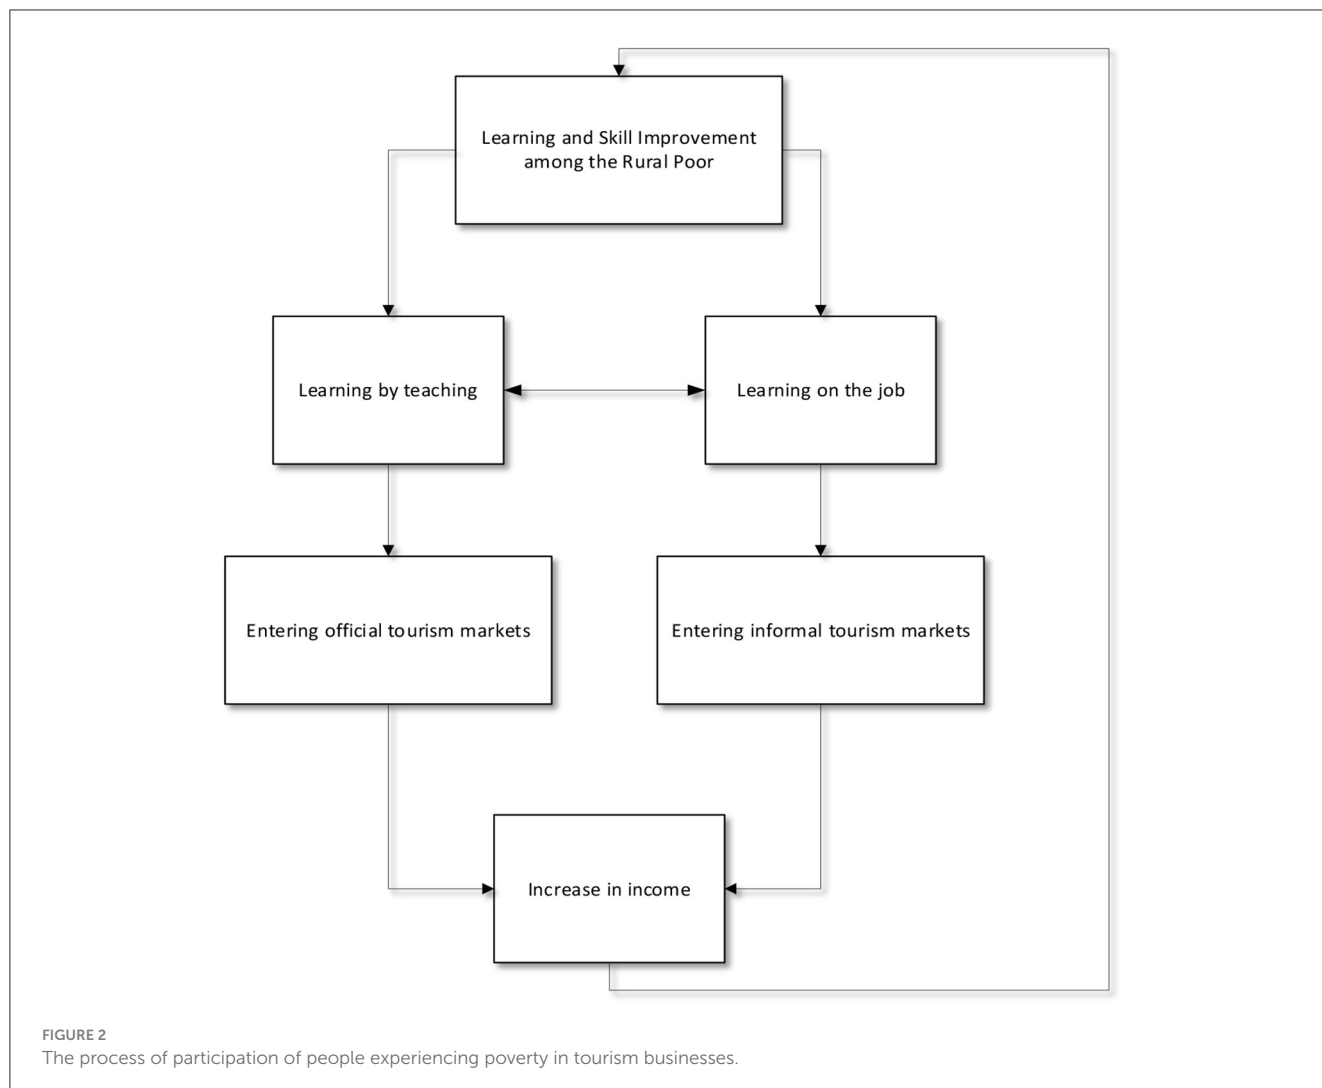 Learning and Skill Improvement
among the Rural Poor
Learning by teaching
Learning on the job
Entering official tourism markets
Entering informal tourism markets
Increase in income
FIGURE 2
The process of participation of people experiencing poverty in tourism businesses.